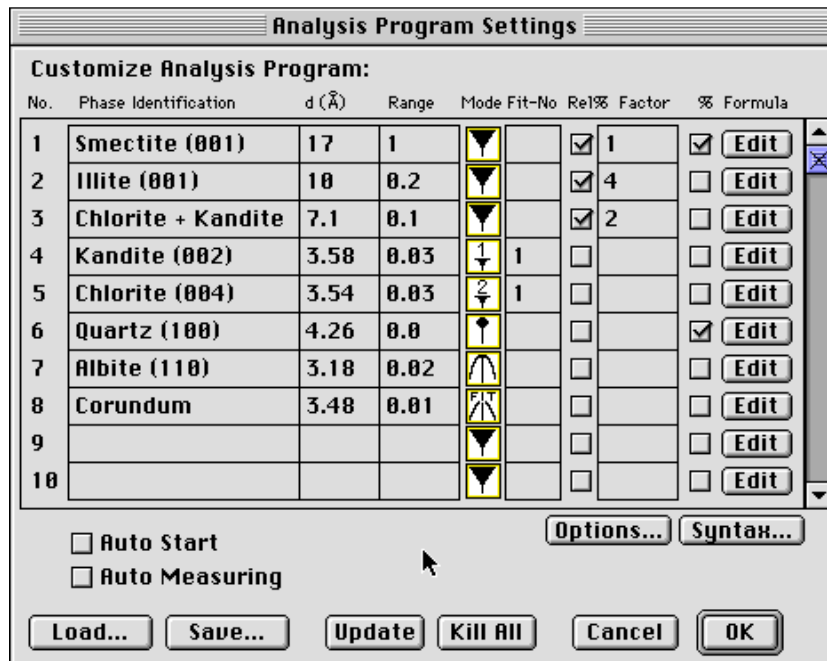 Analysis Program Settings
Customize Analysis Program:
No. Phase Identification d (Å) Range Mode Fit-No Rel% Factor % Formula
1 Smectite (001) 17 1 1 Edit
2 Illite (001) 10 0.2 4 Edit
3 Chlorite + Kandite 7.1 0.1 2 Edit
4 Kandite (002) 3.58 0.03 1 1 Edit
5 Chlorite (004) 3.54 0.03 2 1 Edit
6 Quartz (100) 4.26 0.0 Edit
7 Albite (110) 3.18 0.02 Edit
8 Corundum 3.48 0.01 FIT Edit
9 Edit
10 Edit
Options... Syntax...
Auto Start
Auto Measuring
Load... Save... Update Kill All Cancel OK